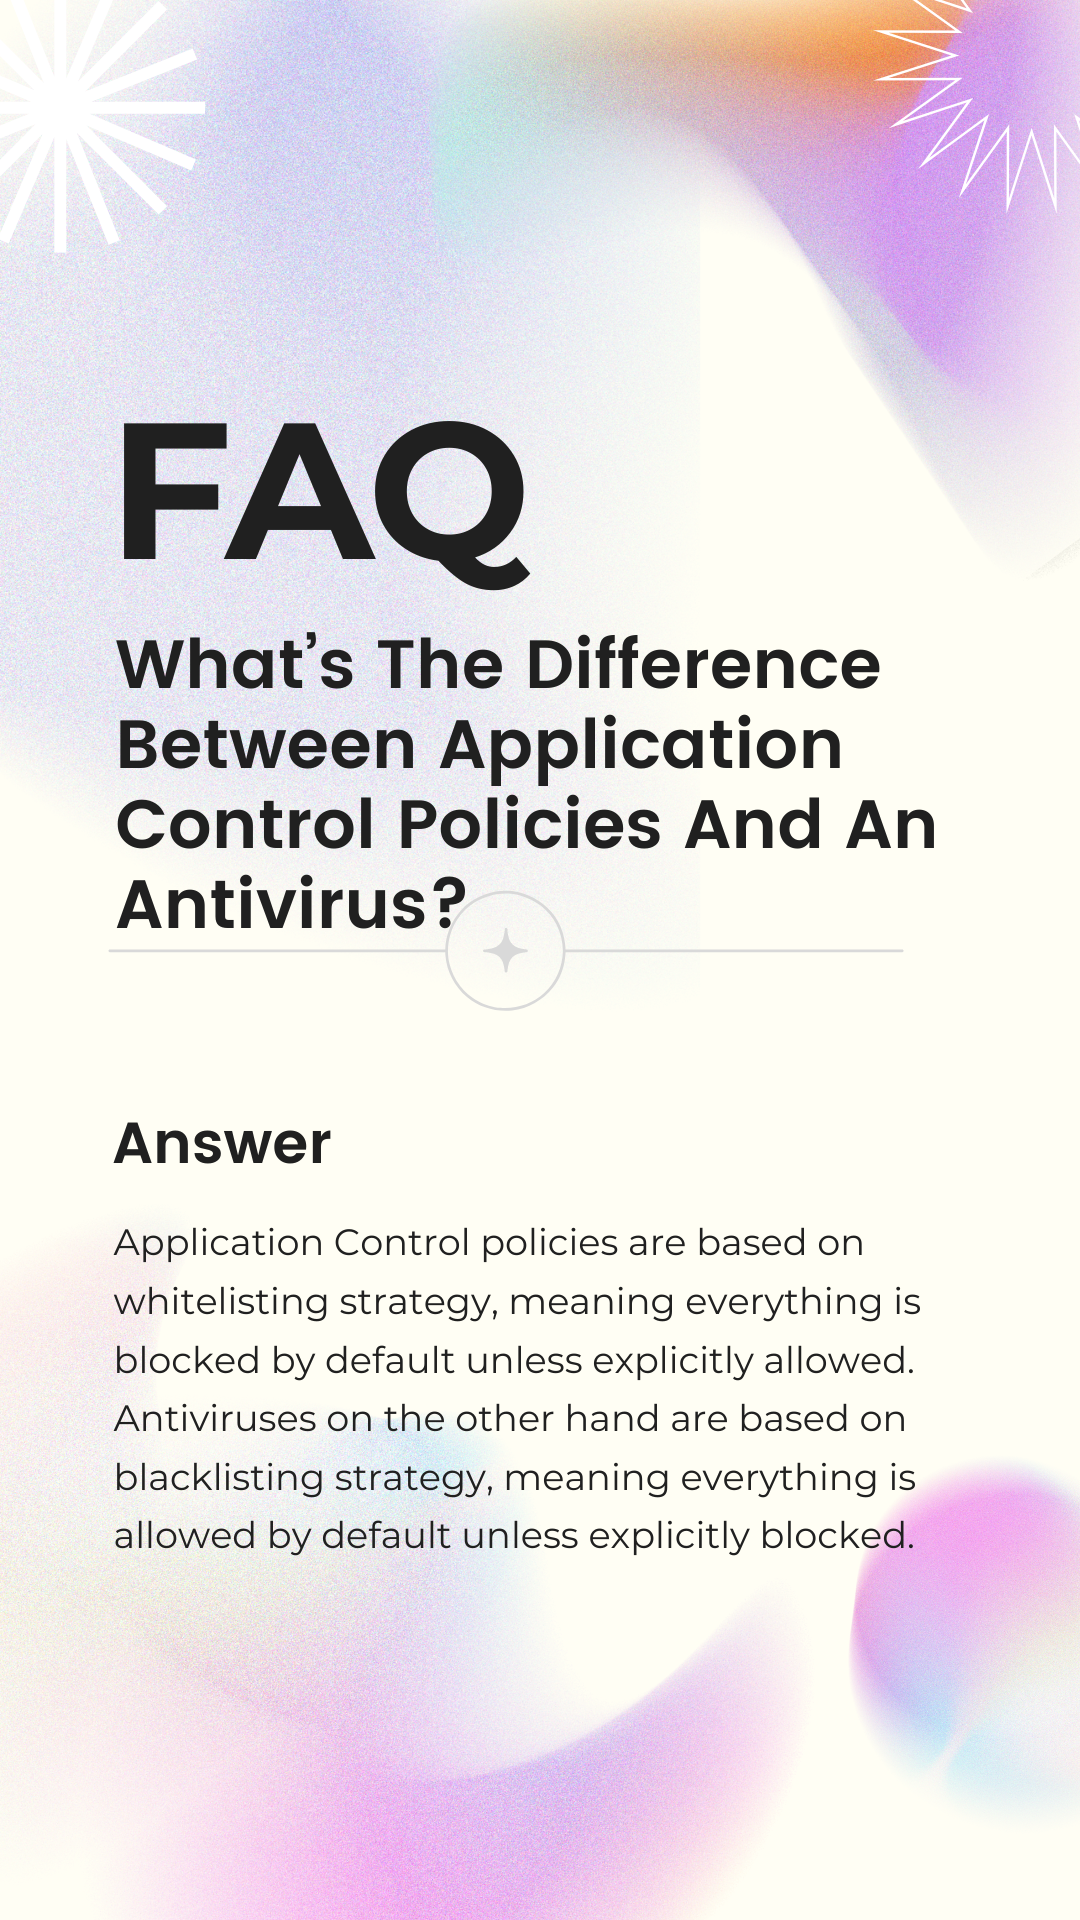 FAQ
What’s The Difference
Between Application
Control Policies And An
Antivirus?
Answer
Application Control policies are based on
whitelisting strategy, meaning everything is
blocked by default unless explicitly allowed.
Antiviruses on the other hand are based on
blacklisting strategy, meaning everything is
allowed by default unless explicitly blocked.